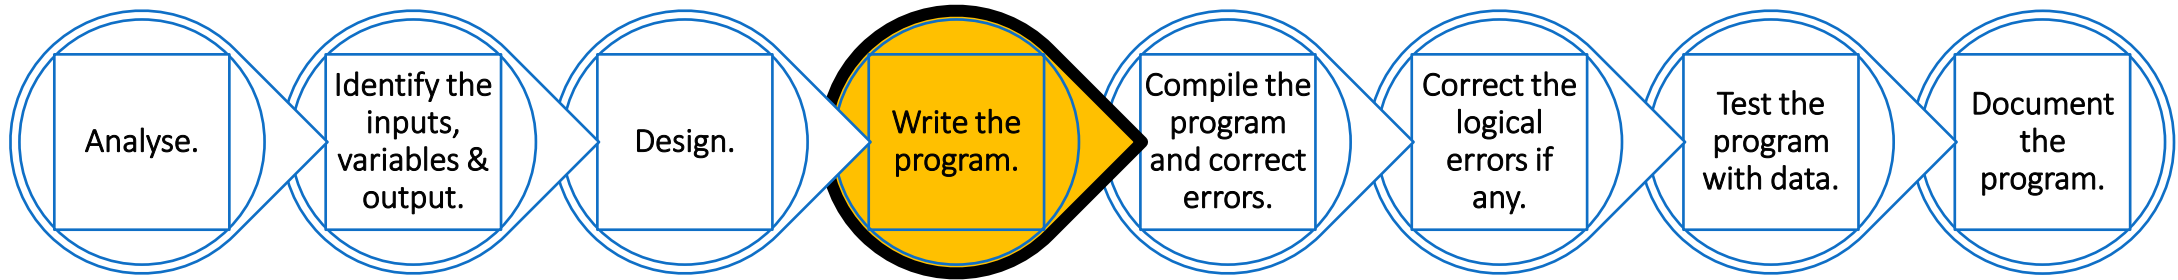 Analyse.
Identify the
inputs,
variables &
output.
Design.
Write the
program.
Compile the
program
and correct
errors.
Correct the
logical
errors if
any.
Test the
program
with data.
Document
the
program.